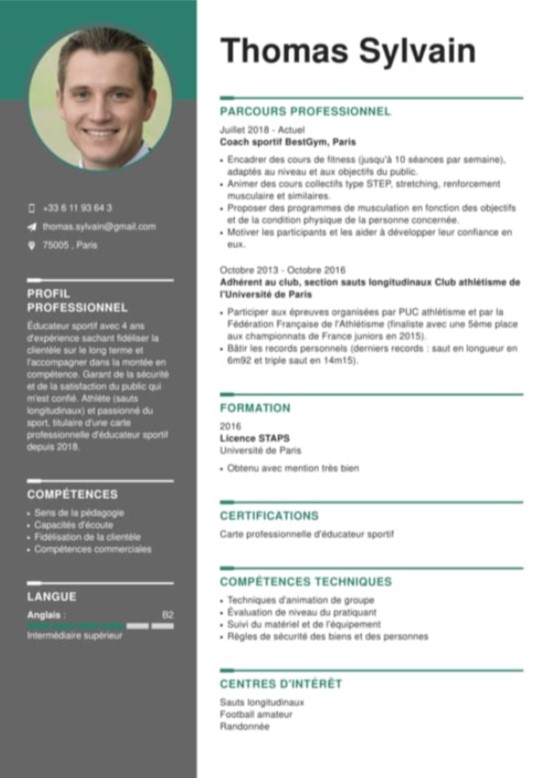 Thomas Sylvain
+33 6 11 93 64 3
thomas.sylvain@gmail.com
75005 , Paris
PROFIL
PROFESSIONNEL
Éducateur sportif avec 4 ans
d'expérience sachant fidéliser la
clientèle sur le long terme et
l'accompagner dans la montée en
compétence. Garant de la sécurité
et de la satisfaction du public qui
m'est confié. Athlète (sauts
longitudinaux) et passionné du
sport, titulaire d'une carte
professionnelle d'éducateur sportif
depuis 2018.
COMPÉTENCES
• Sens de la pédagogie
• Capacités d'écoute
• Fidélisation de la clientèle
• Compétences commerciales
LANGUE
Anglais : B2
Intermédiaire supérieur
PARCOURS PROFESSIONNEL
Juillet 2018 - Actuel
Coach sportif BestGym, Paris
• Encadrer des cours de fitness (jusqu'à 10 séances par semaine),
adaptés au niveau et aux objectifs du public.
• Animer des cours collectifs type STEP, stretching, renforcement
musculaire et similaires.
• Proposer des programmes de musculation en fonction des objectifs
et de la condition physique de la personne concernée.
• Motiver les participants et les aider à développer leur confiance en
eux.
Octobre 2013 - Octobre 2016
Adhérent au club, section sauts longitudinaux Club athlétisme de
l'Université de Paris
• Participer aux épreuves organisées par PUC athlétisme et par la
Fédération Française de l'Athlétisme (finaliste avec une 5ème place
aux championnats de France juniors en 2015).
• Bâtir les records personnels (derniers records : saut en longueur en
6m92 et triple saut en 14m15).
FORMATION
2016
Licence STAPS
Université de Paris
• Obtenu avec mention très bien
CERTIFICATIONS
Carte professionnelle d'éducateur sportif
COMPÉTENCES TECHNIQUES
• Techniques d'animation de groupe
• Évaluation de niveau du pratiquant
• Suivi du matériel et de l'équipement
• Règles de sécurité des biens et des personnes
CENTRES D'INTÉRÊT
Sauts longitudinaux
Football amateur
Randonnée